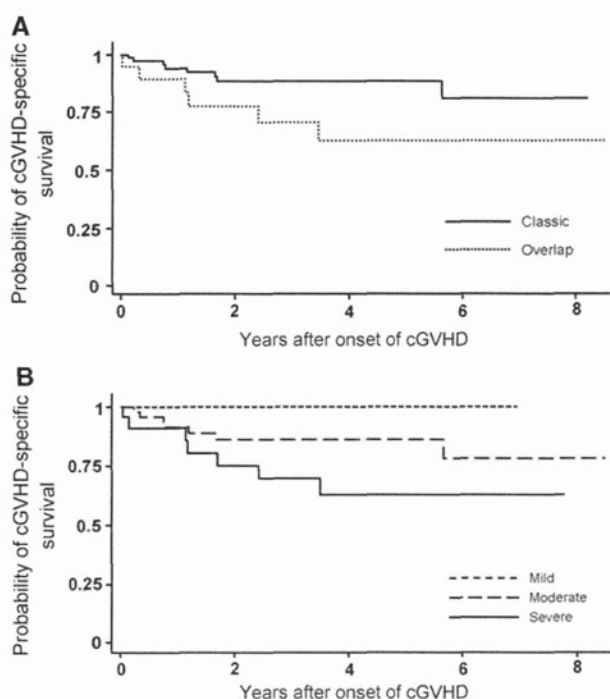 A
Probability of cGVHD-specific
survival
1
0.75
0.5
0.25
0
0 2 4 6 8
Years after onset of cGVHD
Classic
Overlap
B
Probability of cGVHD-specific
survival
1
0.75
0.5
0.25
0
0 2 4 6 8
Years after onset of cGVHD
Mild
Moderate
Severe